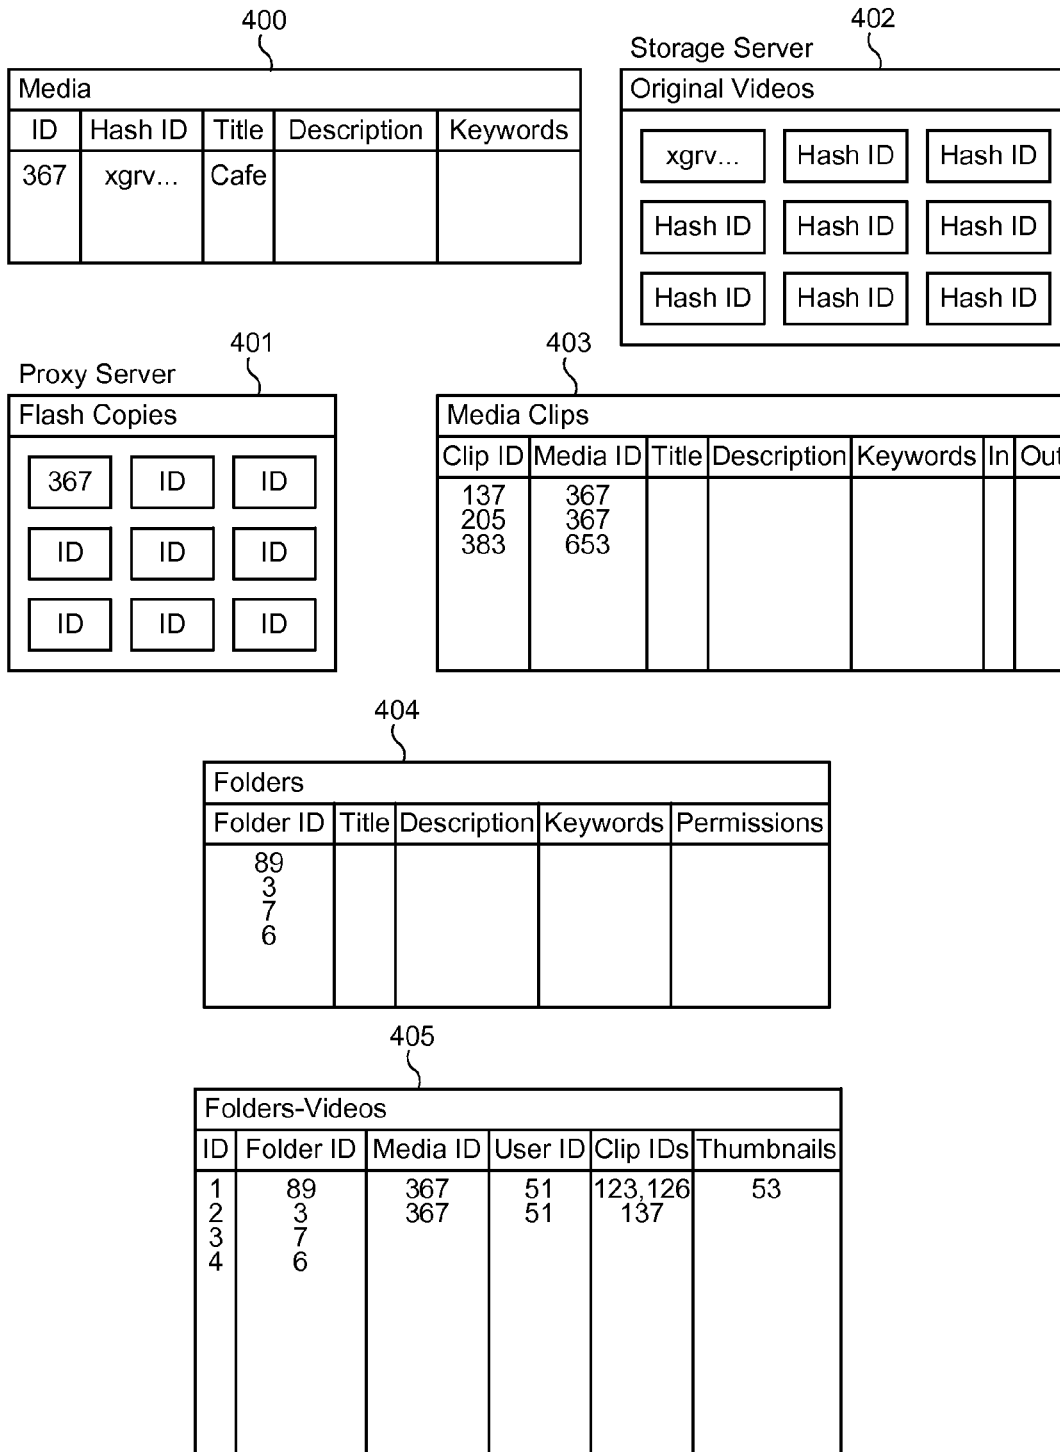 400
Media
ID Hash ID Title Description Keywords
367 xgrv... Cafe
402
Storage Server
Original Videos
xgrv... Hash ID Hash ID
Hash ID Hash ID Hash ID
Hash ID Hash ID Hash ID
401
Proxy Server
Flash Copies
367 ID ID
ID ID ID
ID ID ID
403
Media Clips
Clip ID Media ID Title Description Keywords In Out
137 367
205 367
383 653
404
Folders
Folder ID Title Description Keywords Permissions
89
3
7
6
405
Folders-Videos
ID Folder ID Media ID User ID Clip IDs Thumbnails
1 89 367 51 123,126 53
2 3 367 51 137
3 7
4 6